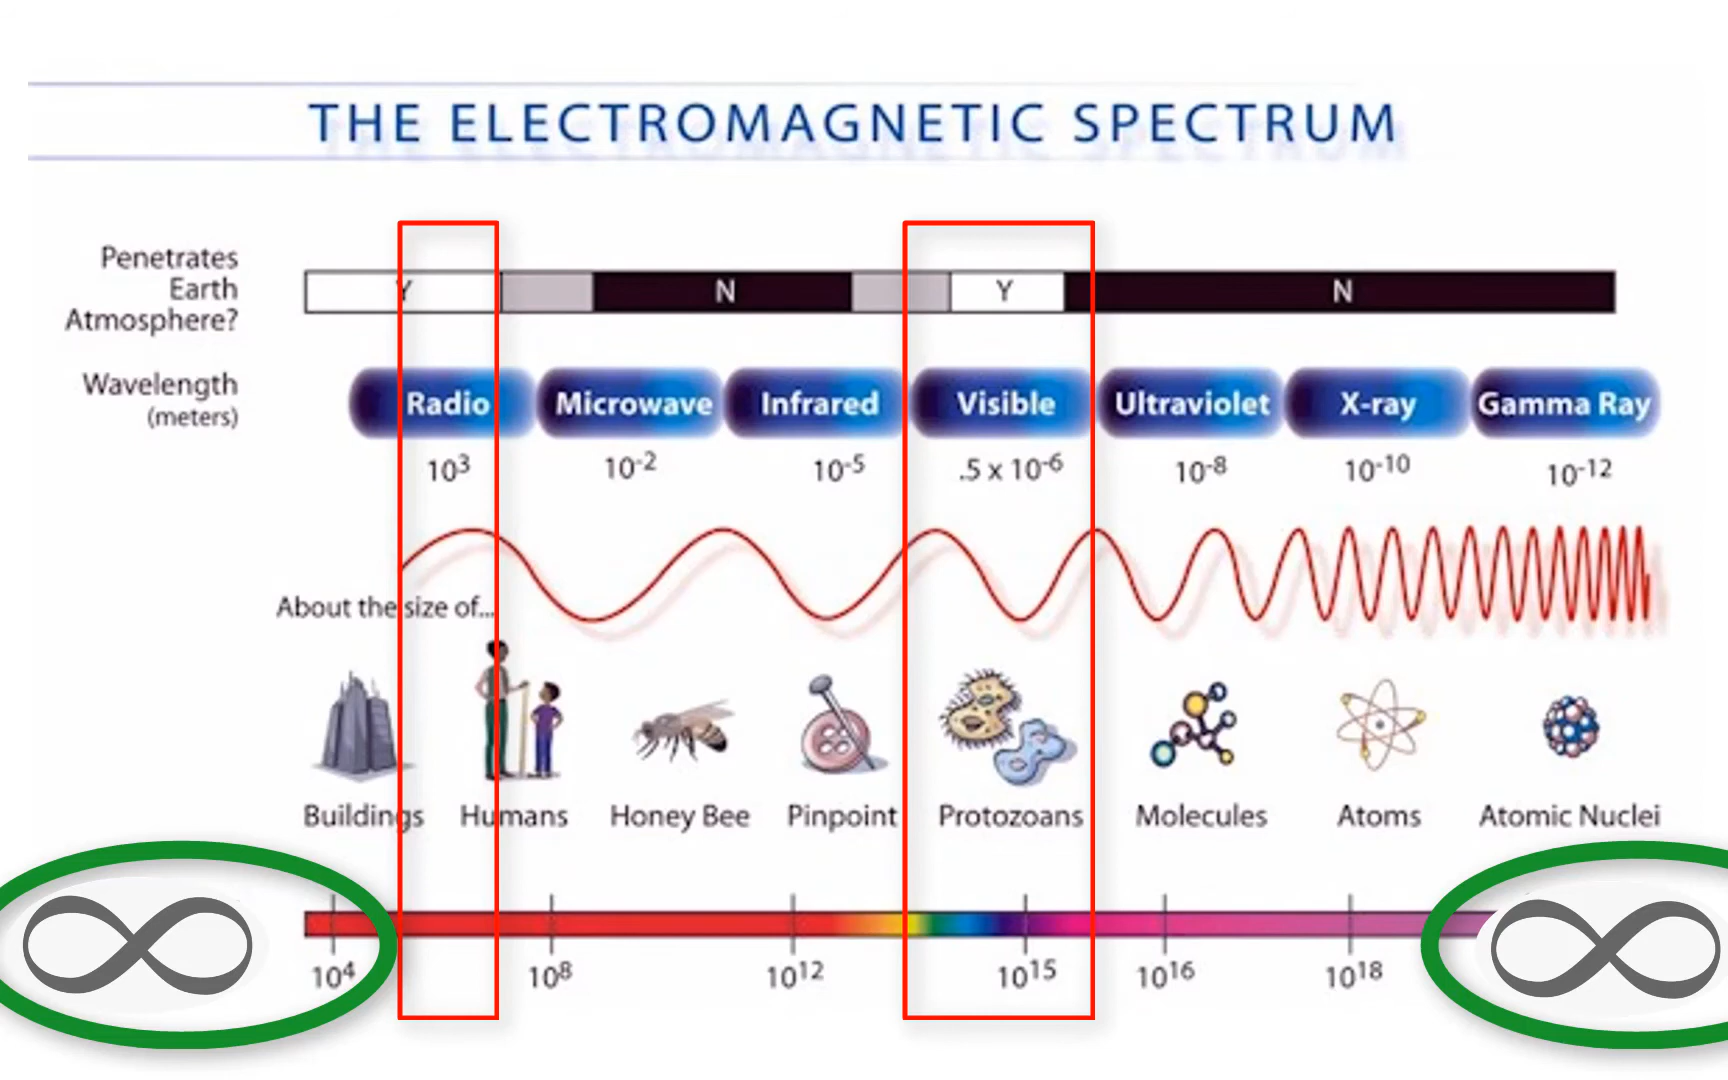 THE ELECTROMAGNETIC SPECTRUM
Penetrates
Earth
Atmosphere?
Y N Y N
Wavelength
(meters)
Radio Microwave Infrared Visible Ultraviolet X-ray Gamma Ray
10³ 10⁻² 10⁻⁵ .5 x 10⁻⁶ 10⁻⁸ 10⁻¹⁰ 10⁻¹²
About the size of...
Buildings Humans Honey Bee Pinpoint Protozoans Molecules Atoms Atomic Nuclei
∞ ∞
10⁴ 10⁸ 10¹² 10¹⁵ 10¹⁶ 10¹⁸